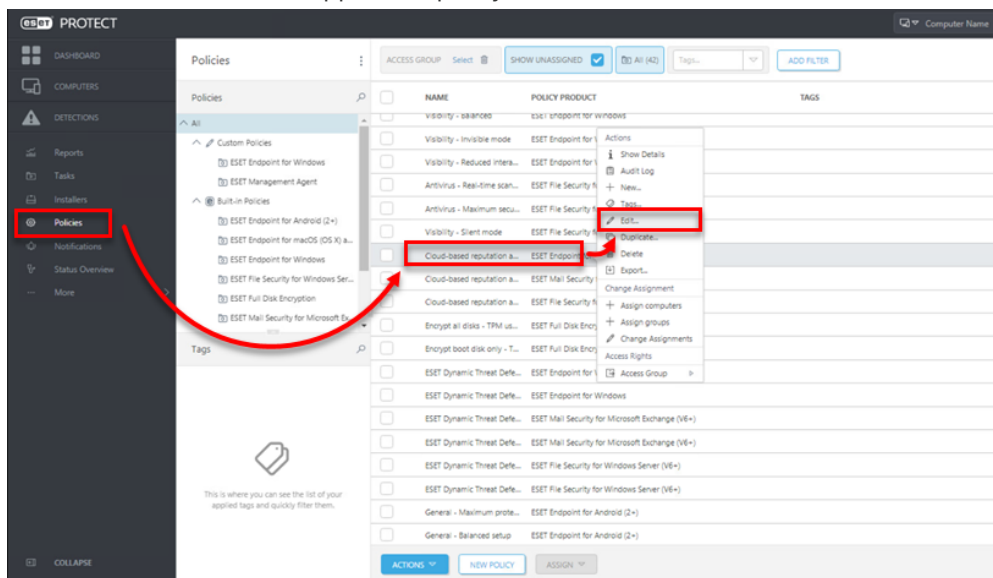 eset PROTECT
Computer Name
DASHBOARD
COMPUTERS
DETECTIONS
Reports
Tasks
Installers
Policies
Notifications
Status Overview
More
COLLAPSE
Policies
Policies
All
Custom Policies
ESET Endpoint for Windows
ESET Management Agent
Built-in Policies
ESET Endpoint for Android (2+)
ESET Endpoint for macOS (OS X) a...
ESET Endpoint for Windows
ESET File Security for Windows Ser...
ESET Full Disk Encryption
ESET Mail Security for Microsoft Ex...
Tags
This is where you can see the list of your
applied tags and quickly filter them.
ACCESS GROUP Select SHOW UNASSIGNED All (42) Tags... ADD FILTER
NAME POLICY PRODUCT TAGS
Visibility - Balanced ESET Endpoint for Windows
Visibility - Invisible mode ESET Endpoint for
Visibility - Reduced intera... ESET Endpoint for
Antivirus - Real-time scan... ESET File Security
Antivirus - Maximum secu... ESET File Security
Visibility - Silent mode ESET File Security
Cloud-based reputation a... ESET Endpoint
Cloud-based reputation a... ESET Mail Security
Cloud-based reputation a... ESET File Security
Encrypt all disks - TPM us... ESET Full Disk
Encrypt boot disk only - T... ESET Full Disk
ESET Dynamic Threat Defe... ESET Endpoint for
ESET Dynamic Threat Defe... ESET Endpoint for Windows
ESET Dynamic Threat Defe... ESET Mail Security for Microsoft Exchange (V6+)
ESET Dynamic Threat Defe... ESET Mail Security for Microsoft Exchange (V6+)
ESET Dynamic Threat Defe... ESET File Security for Windows Server (V6+)
ESET Dynamic Threat Defe... ESET File Security for Windows Server (V6+)
General - Maximum prote... ESET Endpoint for Android (2+)
General - Balanced setup ESET Endpoint for Android (2+)
Actions
Show Details
Audit Log
New...
Tags...
Edit...
Duplicate...
Delete
Export...
Change Assignment
Assign computers
Assign groups
Change Assignments
Access Rights
Access Group
ACTIONS NEW POLICY ASSIGN